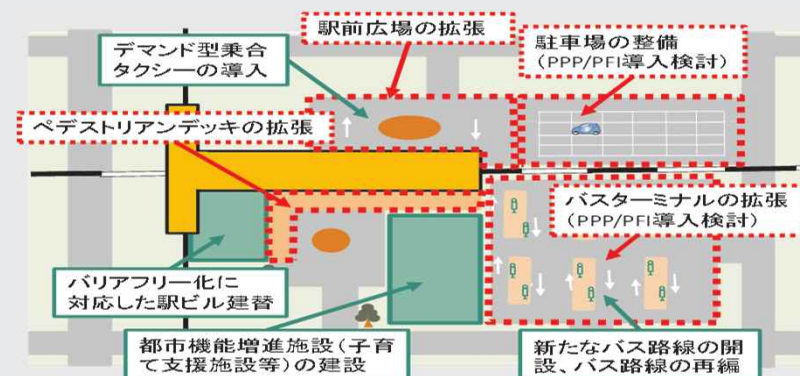 駅前広場の拡張
デマンド型乗合
タクシーの導入
駐車場の整備
(PPP/PFI導入検討)
ペデストリアンデッキの拡張
バスターミナルの拡張
(PPP/PFI導入検討)
バリアフリー化に
対応した駅ビル建替
都市機能増進施設(子育
て支援施設等)の建設
新たなバス路線の開
設、バス路線の再編